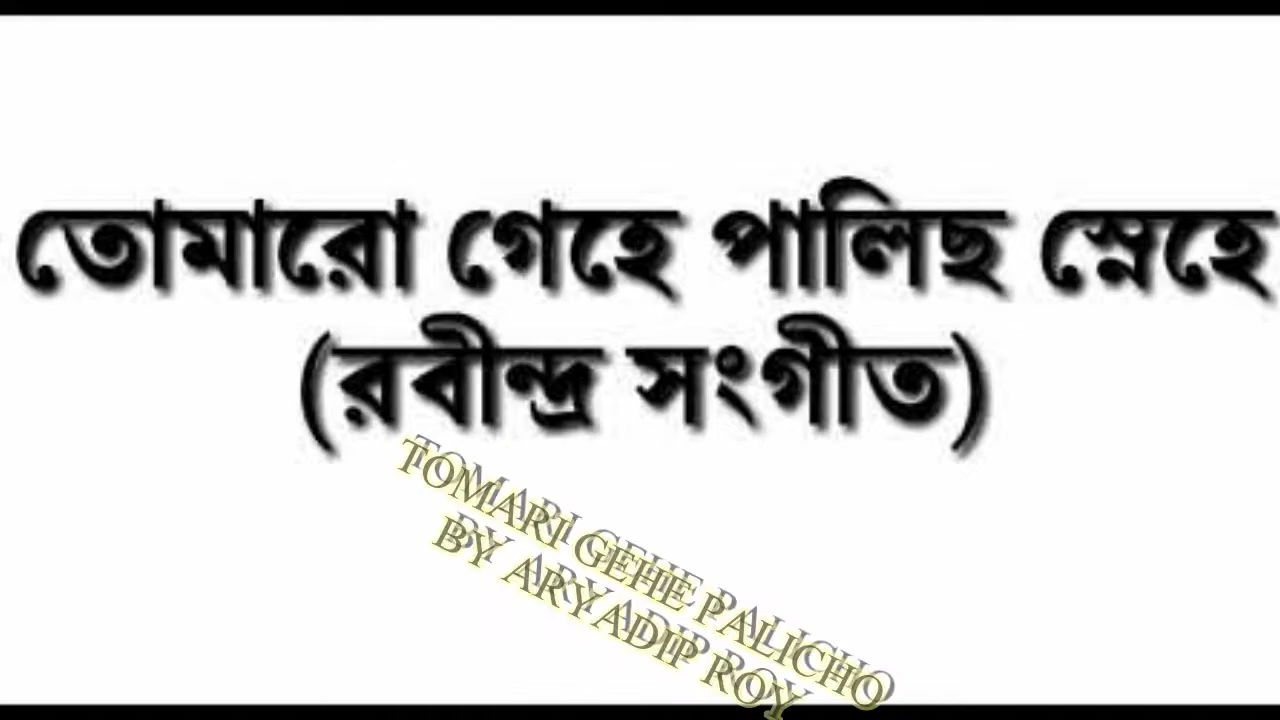 তোমারো গেহে পালিছ স্নেহে
(রবীন্দ্র সংগীত)
TOMARI GEHE PALICHO
BY ARYADIP ROY